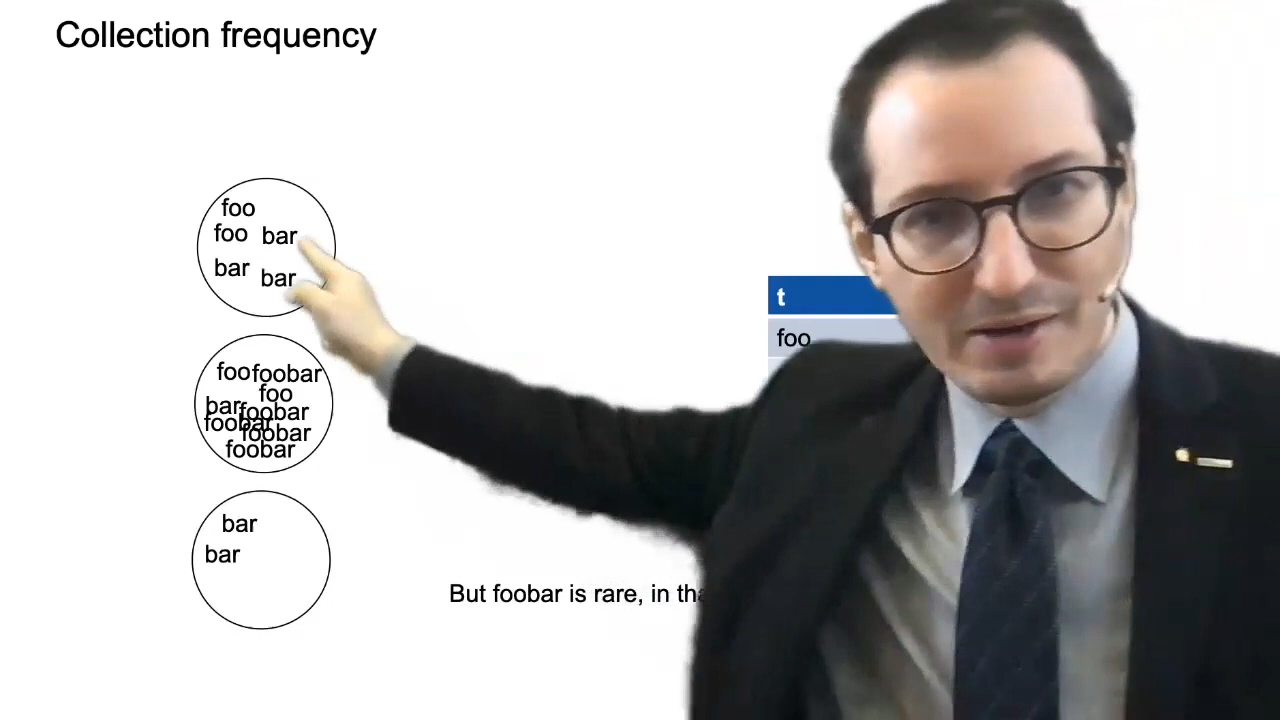 Collection frequency
foo
foo bar
bar bar
foo foobar
foo
bar foobar
foobar
foobar
foobar
bar
bar
t
foo
But foobar is rare, in